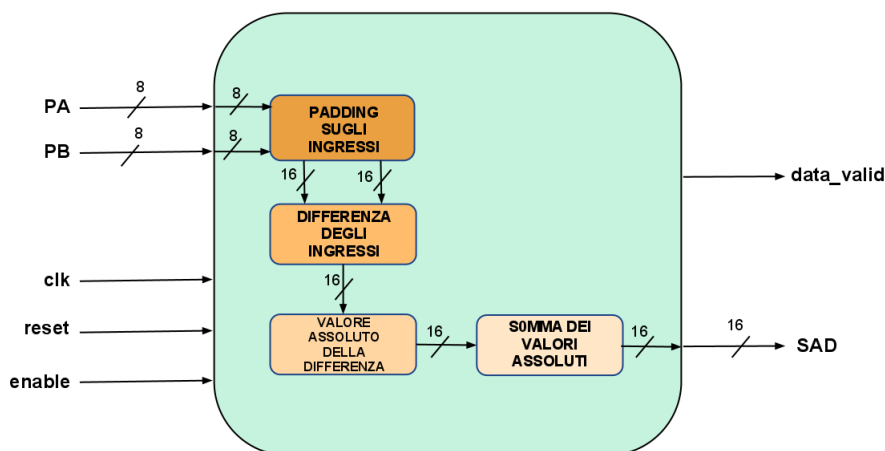 8
8
PA
PADDING
SUGLI
INGRESSI
8
8
PB
16
16
data_valid
DIFFERENZA
DEGLI
INGRESSI
clk
16
VALORE
ASSOLUTO
DELLA
DIFFERENZA
16
S0MMA DEI
VALORI
ASSOLUTI
16
16
SAD
reset
enable